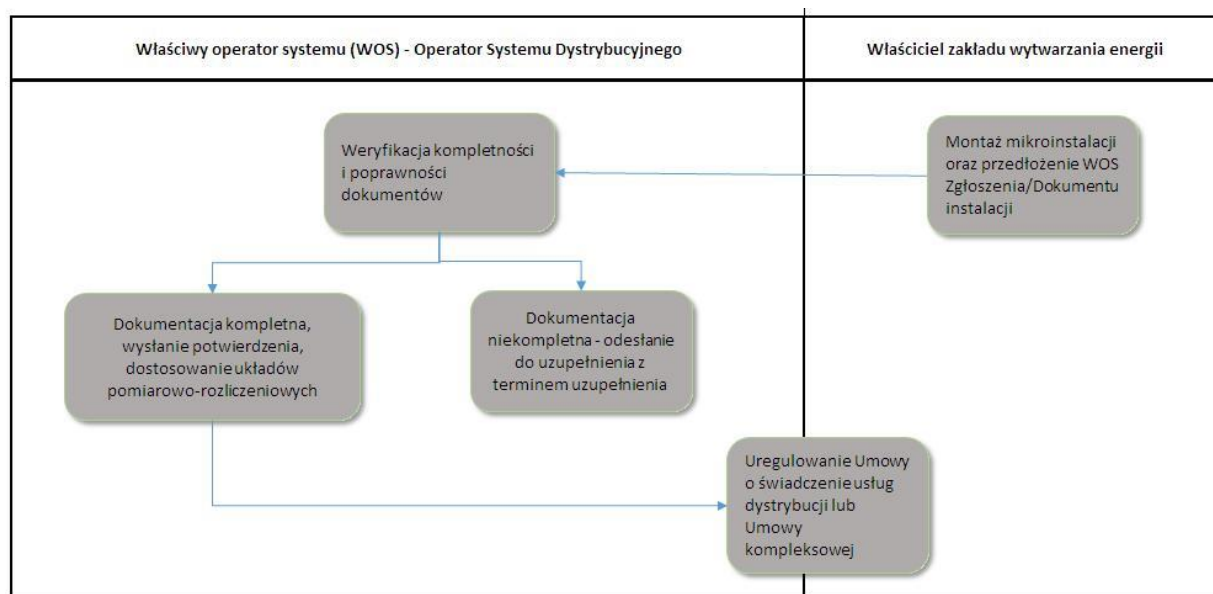 Właściwy operator systemu (WOS) - Operator Systemu Dystrybucyjnego
Właściciel zakładu wytwarzania energii
Weryfikacja kompletności
i poprawności
dokumentów
Montaż mikroinstalacji
oraz przedłożenie WOS
Zgłoszenia/Dokumentu
instalacji
Dokumentacja kompletna,
wysłanie potwierdzenia,
dostosowanie układów
pomiarowo-rozliczeniowych
Dokumentacja
niekompletna - odesłanie
do uzupełnienia z
terminem uzupełnienia
Uregulowanie Umowy
o świadczenie usług
dystrybucji lub
Umowy
kompleksowej